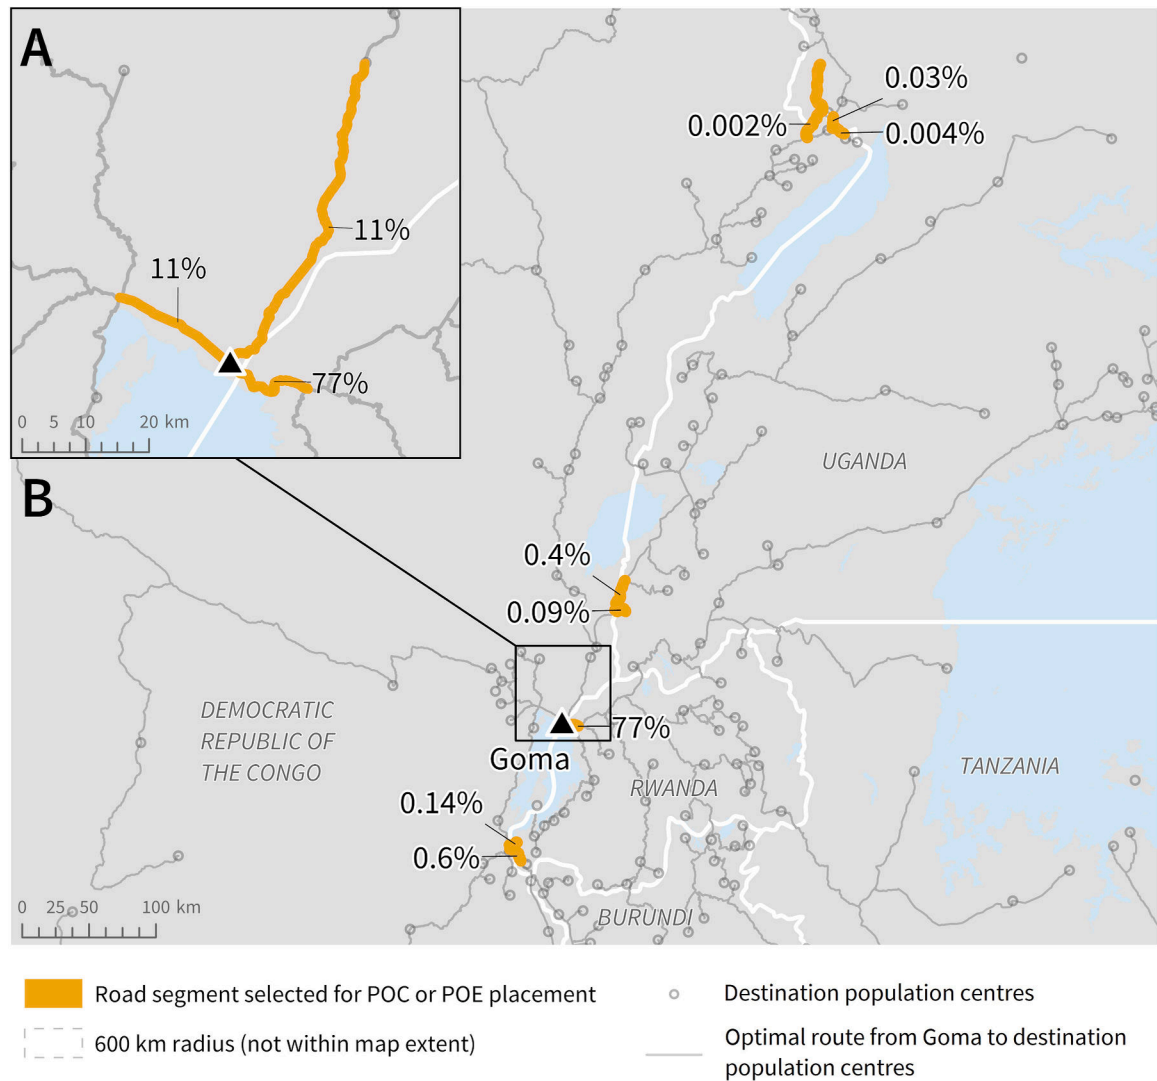 A
11%
11%
77%
0 5 10 20 km
B
0.03%
0.002%
0.004%
UGANDA
0.4%
0.09%
DEMOCRATIC
REPUBLIC OF
THE CONGO
77%
Goma
TANZANIA
RWANDA
0.14%
0.6%
0 25 50 100 km
BURUNDI
Road segment selected for POC or POE placement
600 km radius (not within map extent)
Destination population centres
Optimal route from Goma to destination
population centres